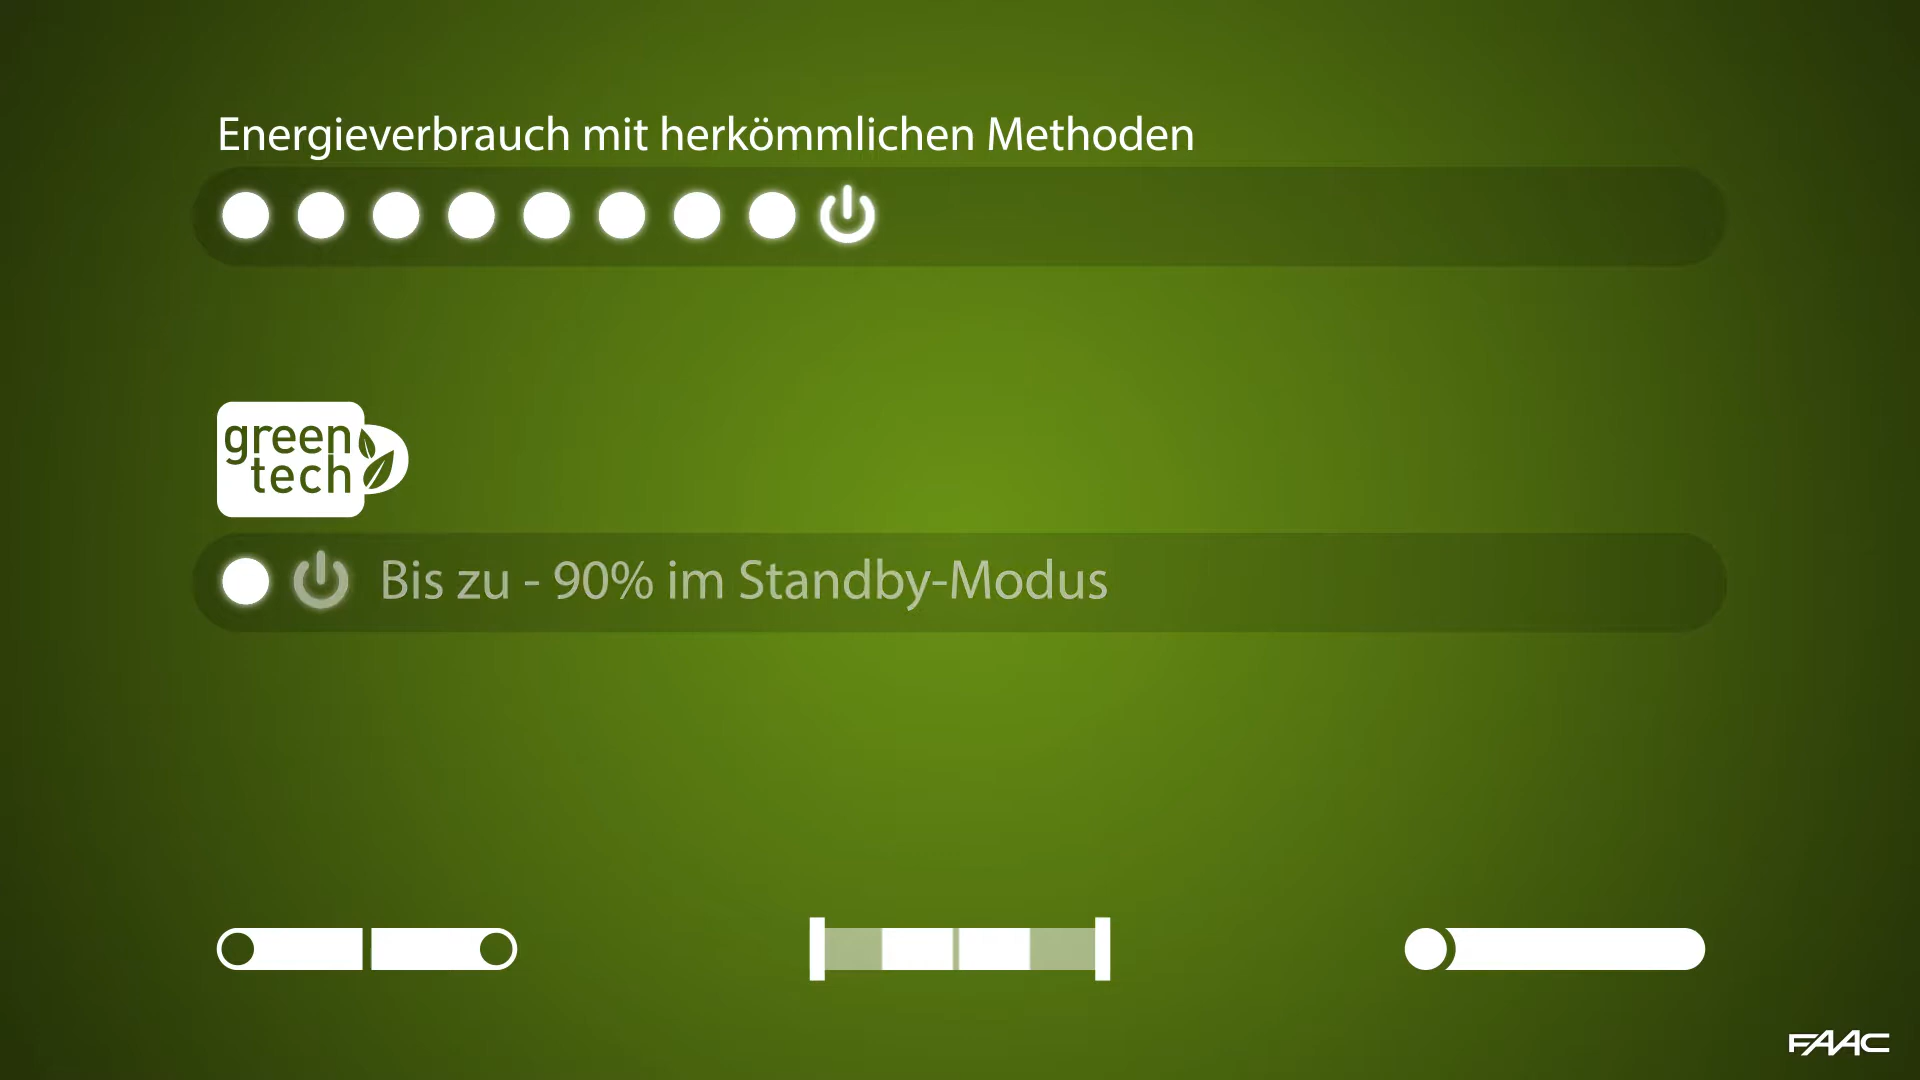 Energieverbrauch mit herkömmlichen Methoden
green
tech
Bis zu - 90% im Standby-Modus
FAAC